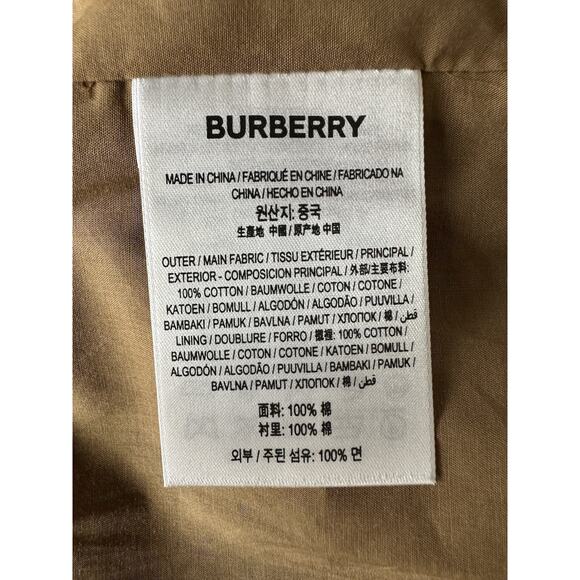 BURBERRY
MADE IN CHINA / FABRIQUÉ EN CHINE / FABRICADO NA
CHINA / HECHO EN CHINA
원산지: 중국
生產地 中國 / 原产地 中国
OUTER / MAIN FABRIC / TISSU EXTÉRIEUR / PRINCIPAL /
EXTERIOR - COMPOSICION PRINCIPAL / 外部/主要布料:
100% COTTON / BAUMWOLLE / COTON / COTONE /
KATOEN / BOMULL / ALGODÓN / ALGODÃO / PUUVILLA /
BAMBAKI / PAMUK / BAVLNA / PAMUT / ХЛОПОК / 棉 / قطن /
LINING / DOUBLURE / FORRO / 襯裡: 100% COTTON /
BAUMWOLLE / COTON / COTONE / KATOEN / BOMULL /
ALGODÓN / ALGODÃO / PUUVILLA / BAMBAKI / PAMUK /
BAVLNA / PAMUT / ХЛОПОК / 棉 / قطن /
面料: 100% 棉
衬里: 100% 棉
외부 / 주된 섬유: 100% 면